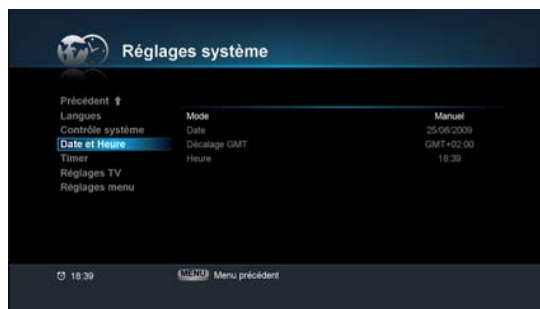 Réglages système
Précédent ⬆
Langues
Contrôle système
Date et Heure
Timer
Réglages TV
Réglages menu
Mode Manuel
Date 25/08/2009
Décalage GMT GMT+02:00
Heure 18:39
18:39 MENU Menu précédent